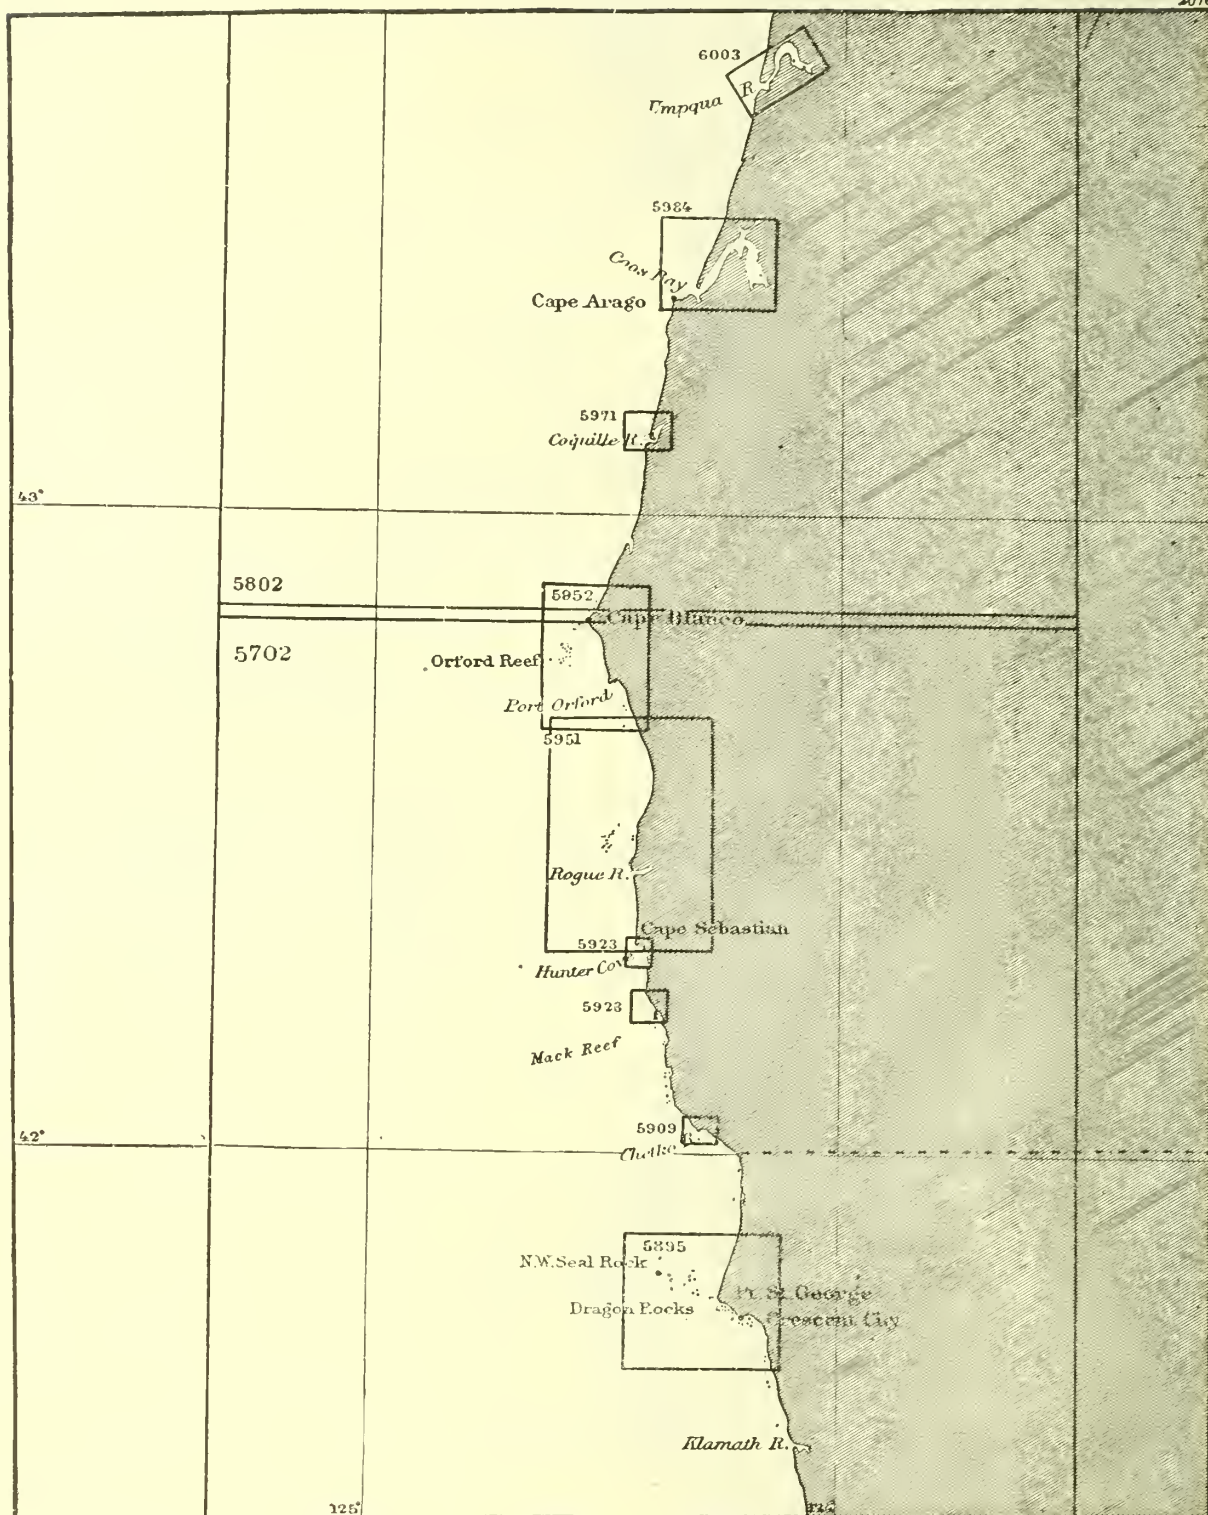 6003
Umpqua R.
5984
Coos Bay
Cape Arago
5971
Coquille R.
43°
5802
5952
Cape Blanco
5702
Orford Reef
Port Orford
5951
Rogue R.
Cape Sebastian
5923
Hunter Cove
5923
Mack Reef
42°
5909
Chetko R.
5895
N.W. Seal Rock
Pt. St. George
Dragon Rocks
Crescent City
Klamath R.
125°